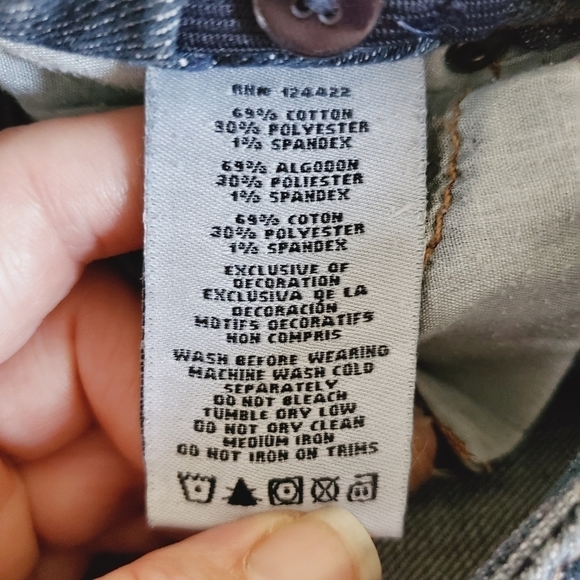 RN# 124422
69% COTTON
30% POLYESTER
1% SPANDEX
69% ALGODON
30% POLIESTER
1% SPANDEX
69% COTON
30% POLYESTER
1% SPANDEX
EXCLUSIVE OF
DECORATION
EXCLUSIVA DE LA
DECORACIÓN
MOTIFS DECORATIFS
NON COMPRIS
WASH BEFORE WEARING
MACHINE WASH COLD
SEPARATELY
DO NOT BLEACH
TUMBLE DRY LOW
DO NOT DRY CLEAN
MEDIUM IRON
DO NOT IRON ON TRIMS